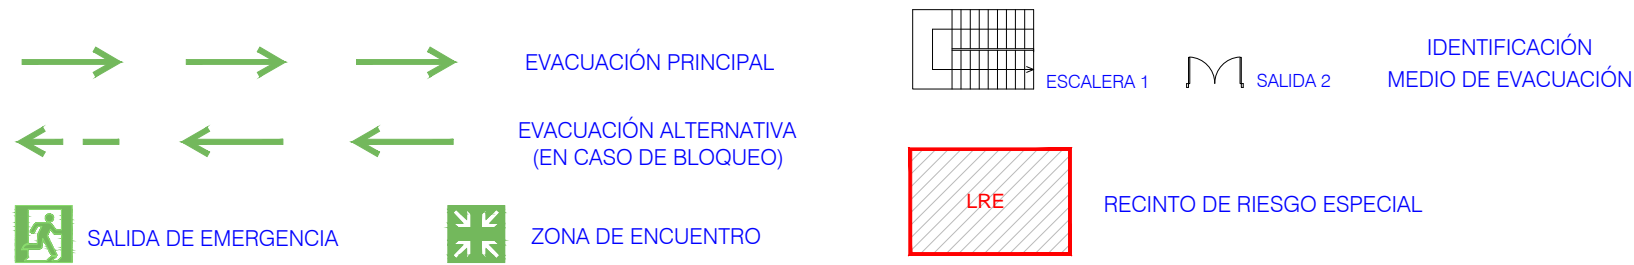 EVACUACIÓN PRINCIPAL
EVACUACIÓN ALTERNATIVA
(EN CASO DE BLOQUEO)
SALIDA DE EMERGENCIA
ZONA DE ENCUENTRO
ESCALERA 1
SALIDA 2
IDENTIFICACIÓN
MEDIO DE EVACUACIÓN
LRE
RECINTO DE RIESGO ESPECIAL